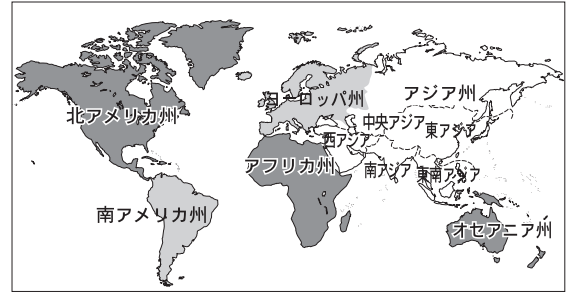 ヨーロッパ州
アジア州
北アメリカ州
中央アジア
東アジア
西アジア
アフリカ州
南アジア
東南アジア
南アメリカ州
オセアニア州